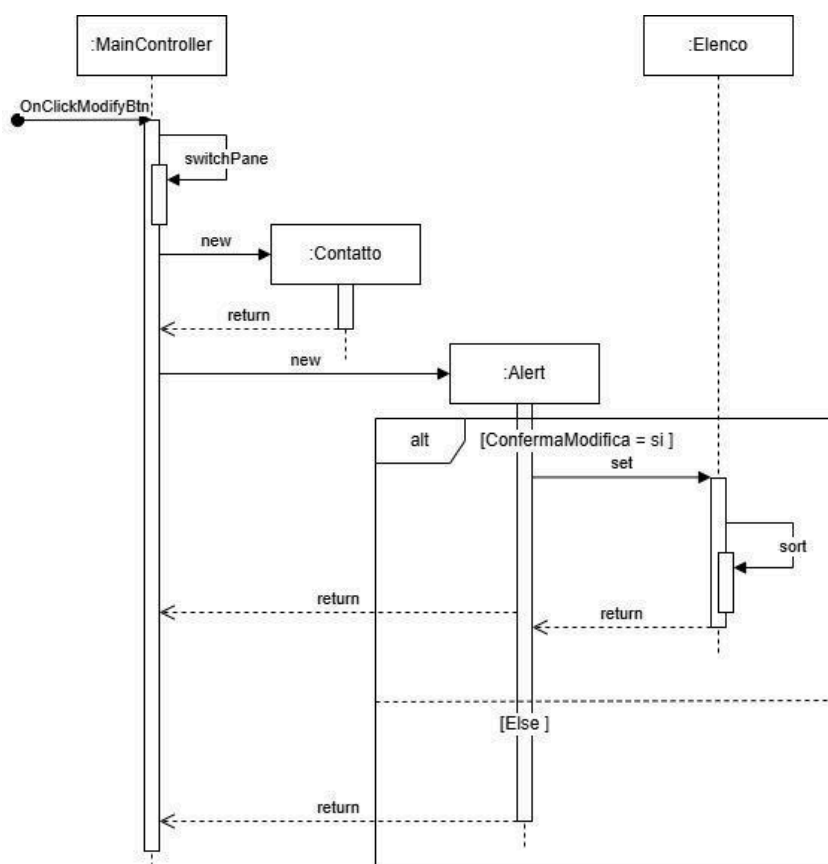 :MainController
:Elenco
OnClickModifyBtn
switchPane
new
:Contatto
return
new
:Alert
alt
[ConfermaModifica = si ]
set
sort
return
return
[Else ]
return